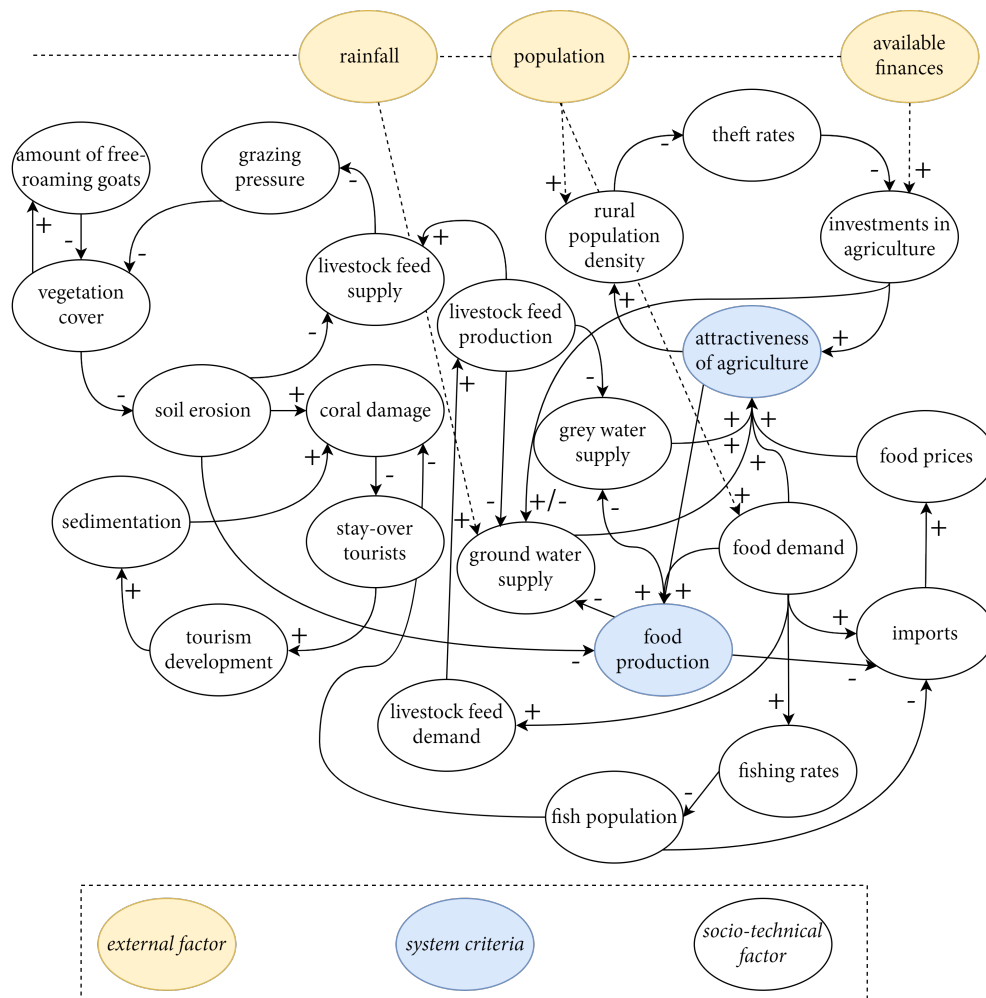 rainfall
population
available
finances
theft rates
amount of free-
roaming goats
grazing
pressure
-
-
+
+
rural
population
density
investments in
agriculture
+
-
-
-
+
livestock feed
supply
vegetation
cover
livestock feed
production
+
attractiveness
of agriculture
+
-
-
+
-
soil erosion
+
coral damage
grey water
supply
+
+
+
food prices
+
-
+
-
-
+/-
+
-
sedimentation
stay-over
tourists
+
ground water
supply
food demand
+
+
-
+
+
tourism
development
+
food
production
-
+
imports
-
-
livestock feed
demand
+
+
fishing rates
-
fish population
external factor
system criteria
socio-technical
factor